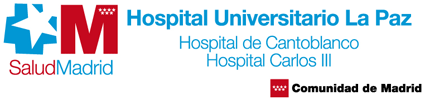 M
SaludMadrid
Hospital Universitario La Paz
Hospital de Cantoblanco
Hospital Carlos III
Comunidad de Madrid